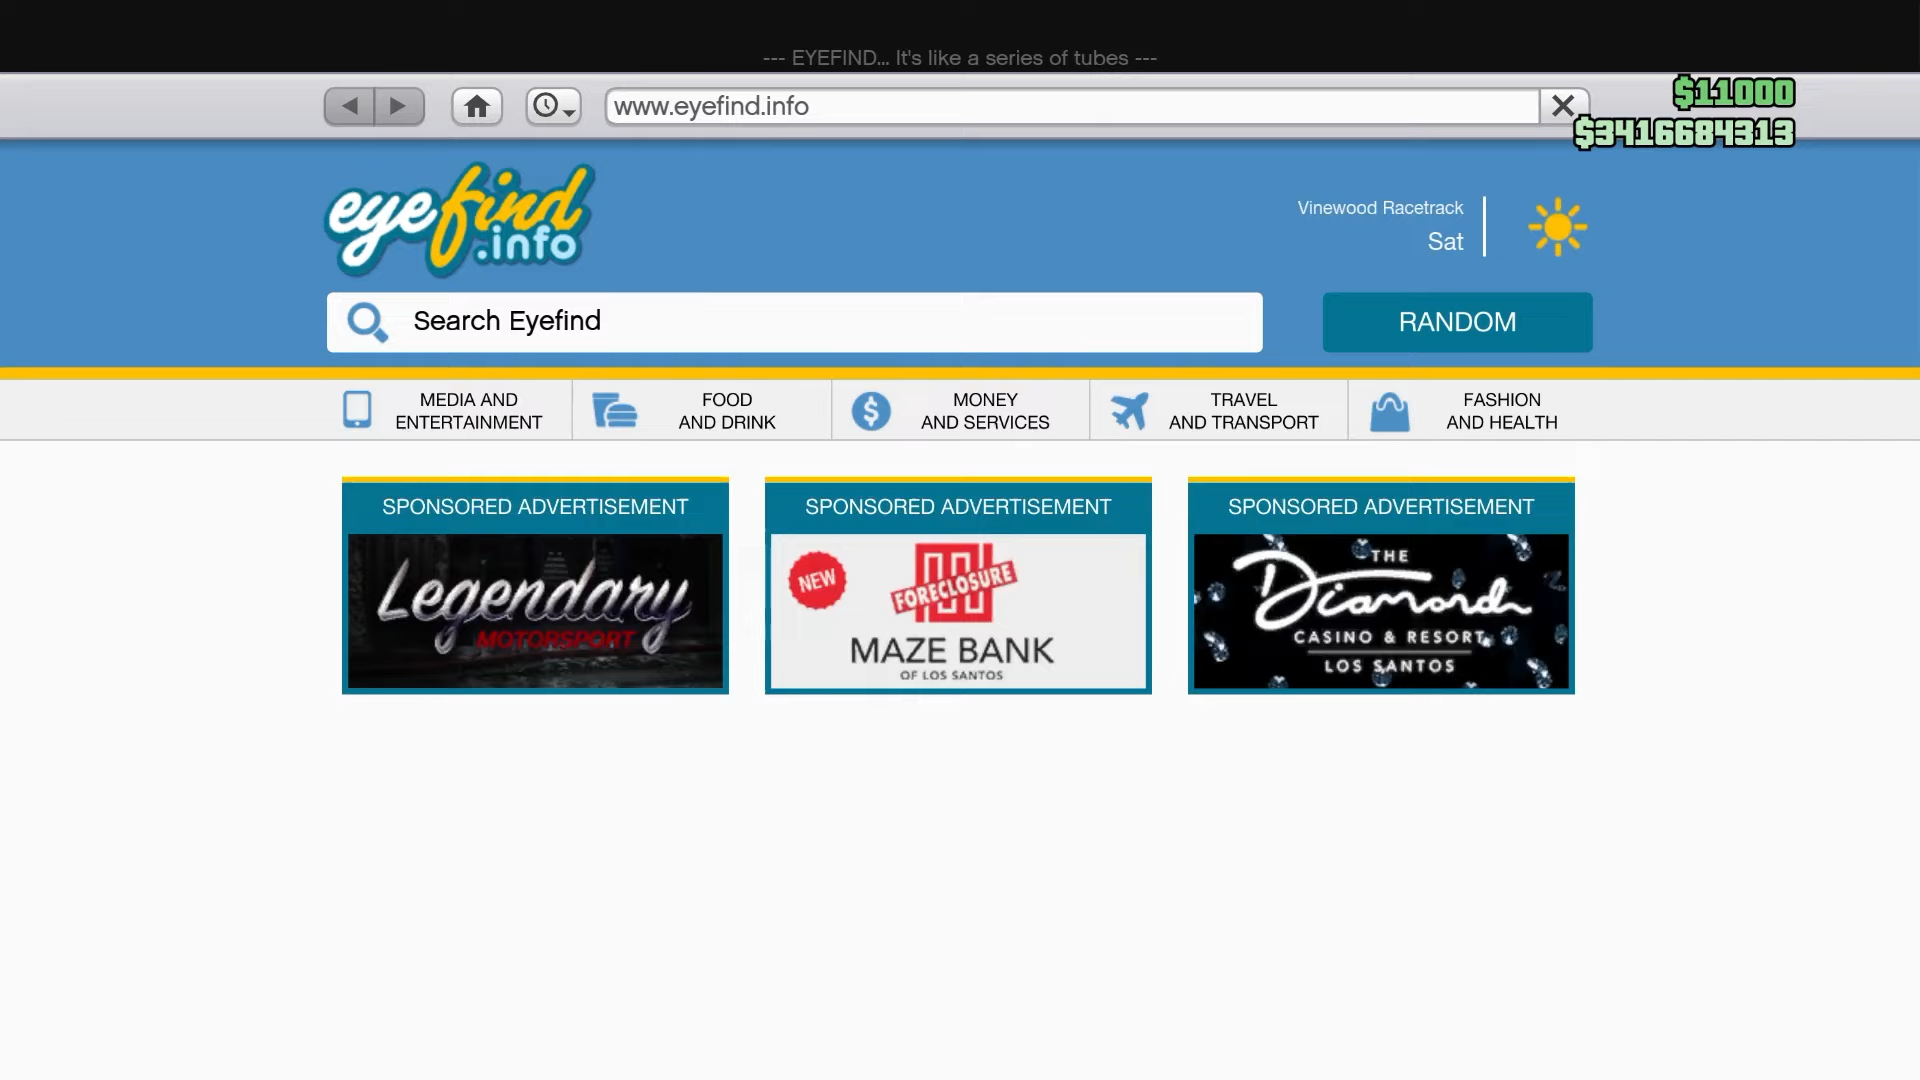 --- EYEFIND... It's like a series of tubes ---
www.eyefind.info
$11000
$3416684313
eyefind
.info
Vinewood Racetrack
Sat
Search Eyefind
RANDOM
MEDIA AND
ENTERTAINMENT
FOOD
AND DRINK
MONEY
AND SERVICES
TRAVEL
AND TRANSPORT
FASHION
AND HEALTH
SPONSORED ADVERTISEMENT
Legendary
MOTORSPORT
SPONSORED ADVERTISEMENT
NEW
FORECLOSURE
MAZE BANK
OF LOS SANTOS
SPONSORED ADVERTISEMENT
THE
Diamond
CASINO & RESORT
LOS SANTOS